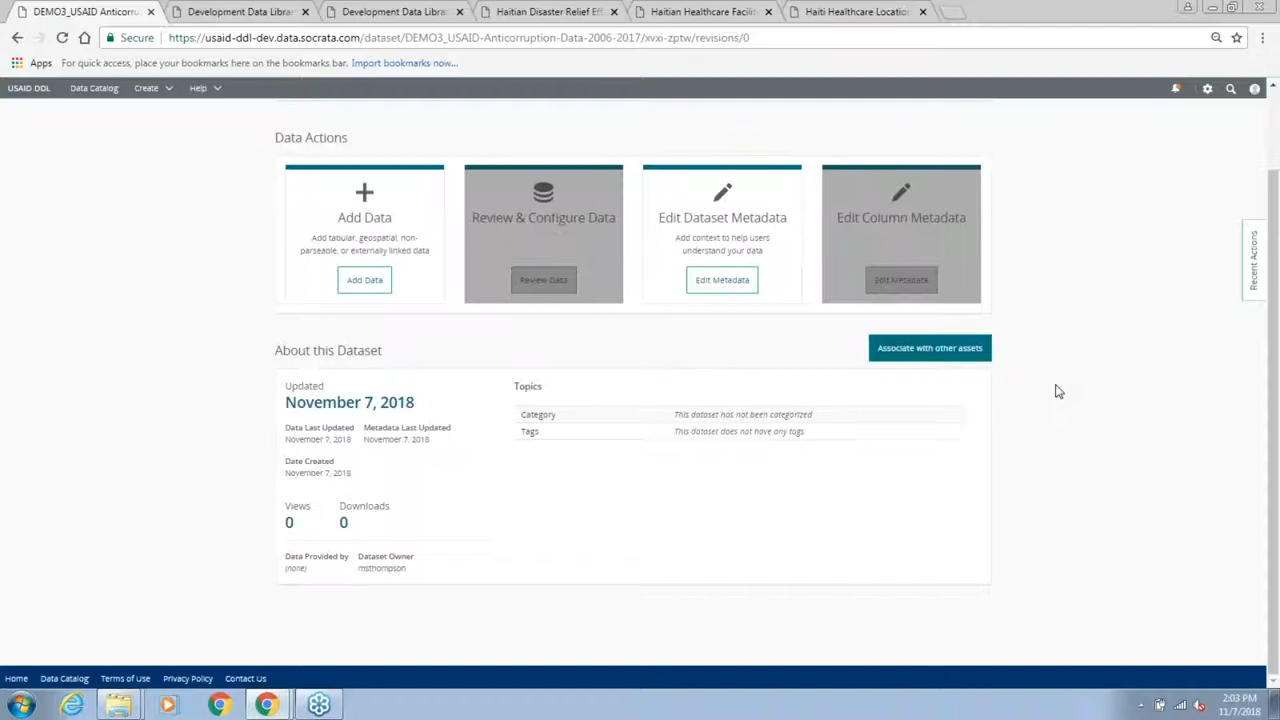 DEMO3_USAID Anticorru
Development Data Libra
Development Data Libra
Haitian Disaster Relief Ef
Haitian Healthcare Facilit
Haiti Healthcare Location
Secure
https://usaid-ddl-dev.data.socrata.com/dataset/DEMO3_USAID-Anticorruption-Data-2006-2017/xvxi-zptw/revisions/0
Apps For quick access, place your bookmarks here on the bookmarks bar. Import bookmarks now...
USAID DDL Data Catalog Create Help
Data Actions
Add Data
Add tabular, geospatial, non-
parseable, or externally linked data
Add Data
Review & Configure Data
Review Data
Edit Dataset Metadata
Add context to help users
understand your data
Edit Metadata
Edit Column Metadata
Edit Metadata
Recent Actions
About this Dataset
Associate with other assets
Updated
November 7, 2018
Data Last Updated Metadata Last Updated
November 7, 2018 November 7, 2018
Date Created
November 7, 2018
Views Downloads
0 0
Data Provided by Dataset Owner
(none) msthompson
Topics
Category This dataset has not been categorized
Tags This dataset does not have any tags
Home Data Catalog Terms of Use Privacy Policy Contact Us
2:03 PM
11/7/2018